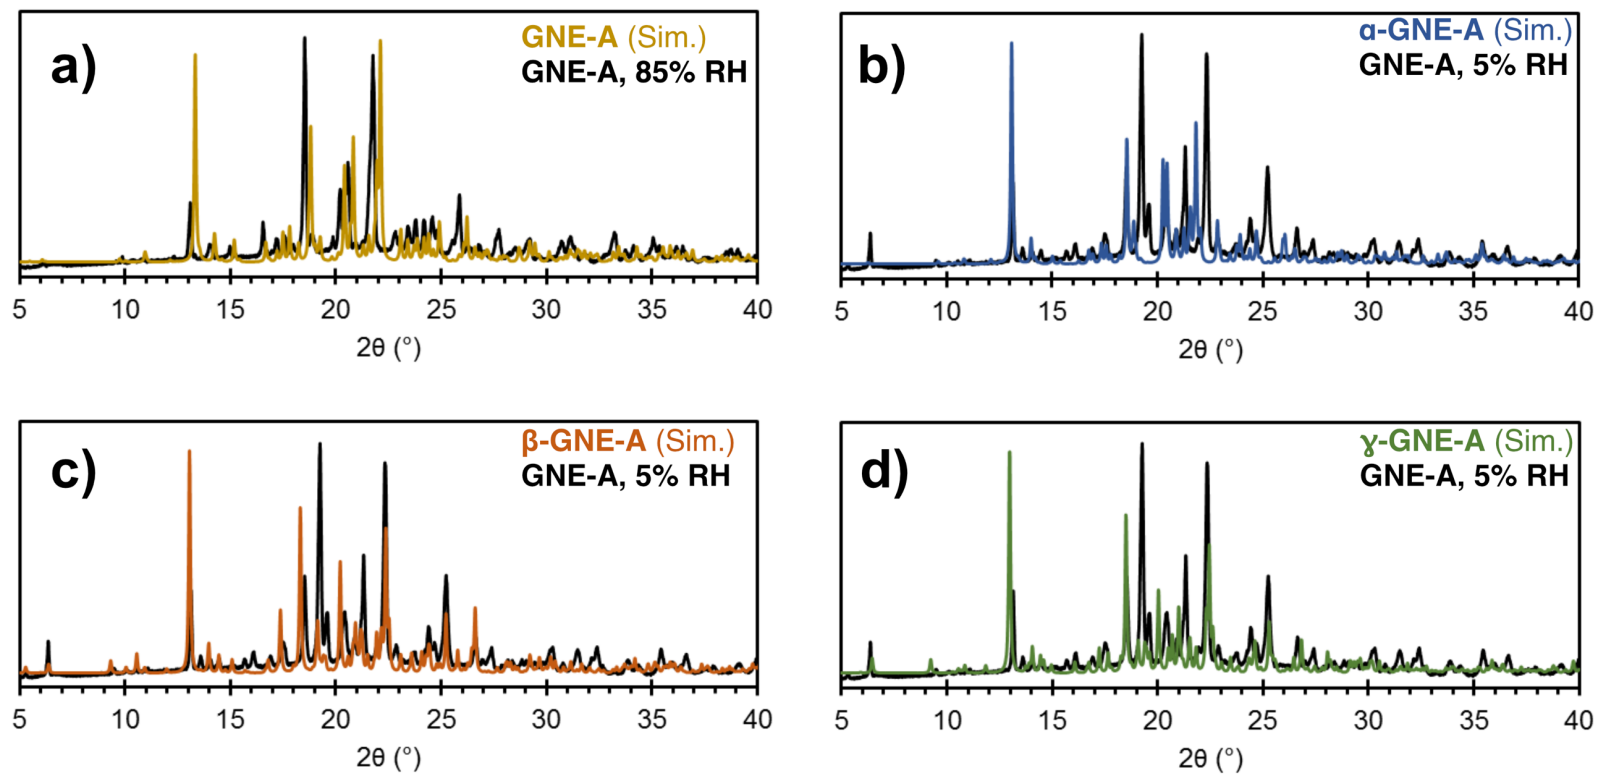 a)
GNE-A (Sim.)
GNE-A, 85% RH
5 10 15 20 25 30 35 40
2θ (°)
b)
α-GNE-A (Sim.)
GNE-A, 5% RH
5 10 15 20 25 30 35 40
2θ (°)
c)
β-GNE-A (Sim.)
GNE-A, 5% RH
5 10 15 20 25 30 35 40
2θ (°)
d)
ɣ-GNE-A (Sim.)
GNE-A, 5% RH
5 10 15 20 25 30 35 40
2θ (°)